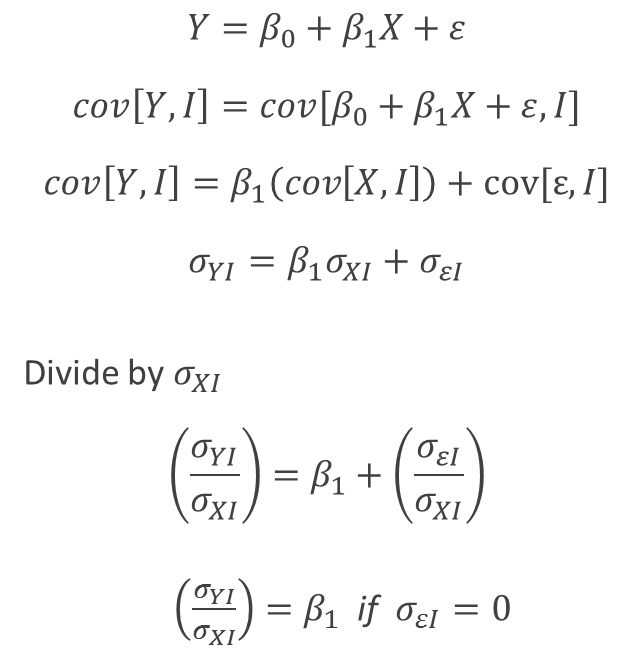 Y = β₀ + β₁X + ε
cov[Y, I] = cov[β₀ + β₁X + ε, I]
cov[Y, I] = β₁(cov[X, I]) + cov[ε, I]
σ_YI = β₁σ_XI + σ_εI
Divide by σ_XI
(σ_YI / σ_XI) = β₁ + (σ_εI / σ_XI)
(σ_YI / σ_XI) = β₁ if σ_εI = 0